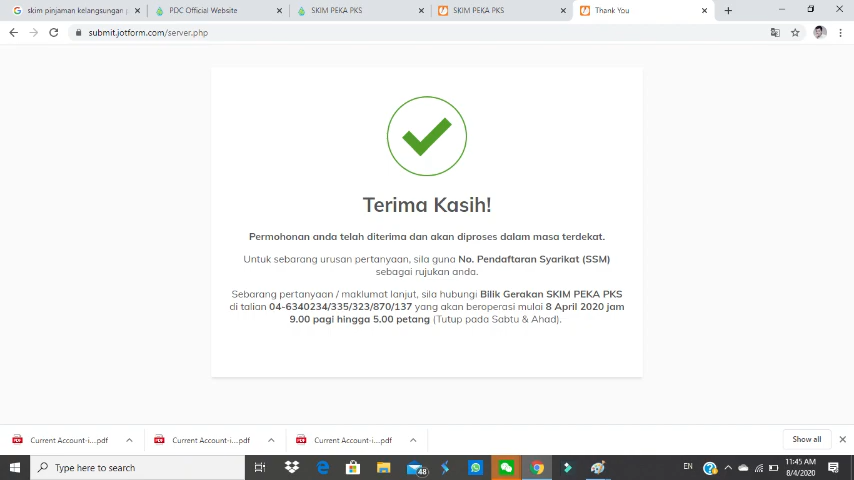 skim pinjaman kelangsungan
PDC Official Website
SKIM PEKA PKS
SKIM PEKA PKS
Thank You
submit.jotform.com/server.php
Terima Kasih!
Permohonan anda telah diterima dan akan diproses dalam masa terdekat.
Untuk sebarang urusan pertanyaan, sila guna No. Pendaftaran Syarikat (SSM)
sebagai rujukan anda.
Sebarang pertanyaan / maklumat lanjut, sila hubungi Bilik Gerakan SKIM PEKA PKS
di talian 04-6340234/335/323/870/137 yang akan beroperasi mulai 8 April 2020 jam
9.00 pagi hingga 5.00 petang (Tutup pada Sabtu & Ahad).
Current Account-i....pdf
Current Account-i....pdf
Current Account-i....pdf
Show all
Type here to search
48
EN
11:45 AM
8/4/2020